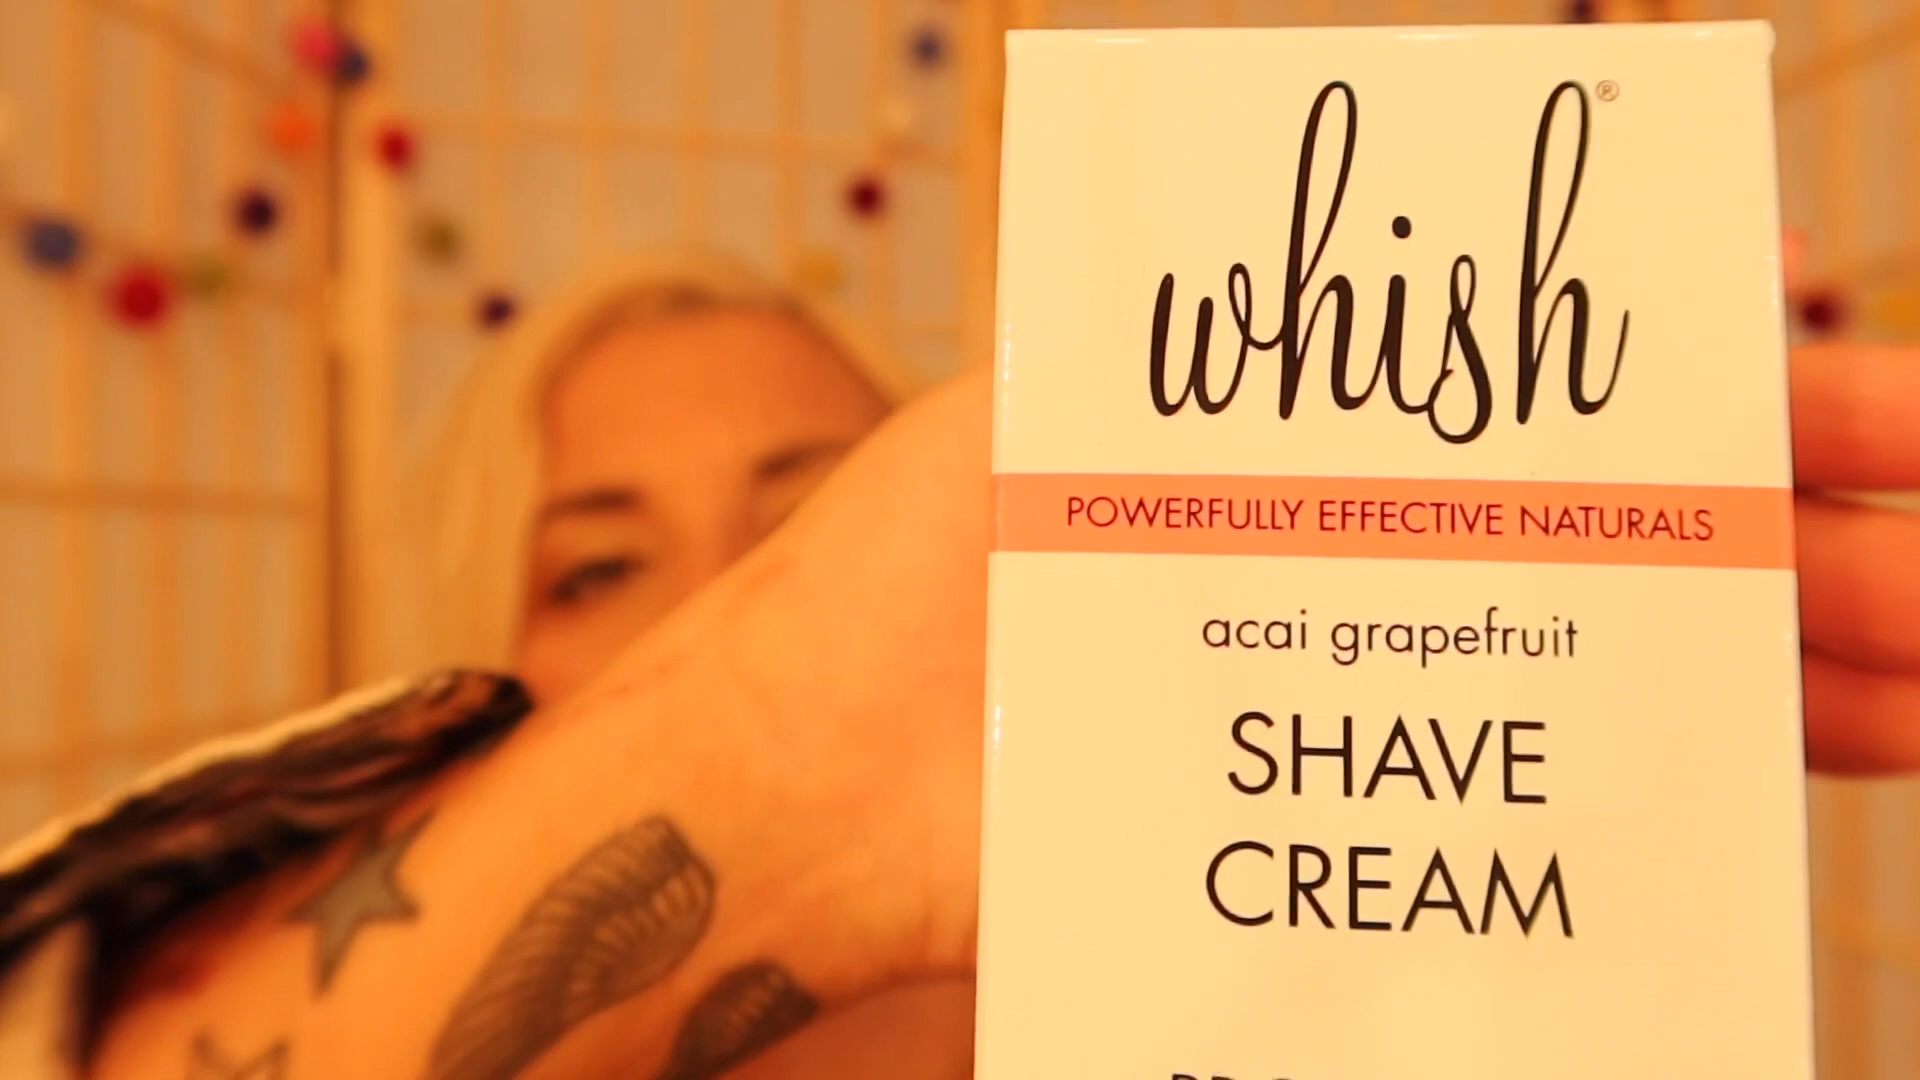 whish®
POWERFULLY EFFECTIVE NATURALS
acai grapefruit
SHAVE
CREAM